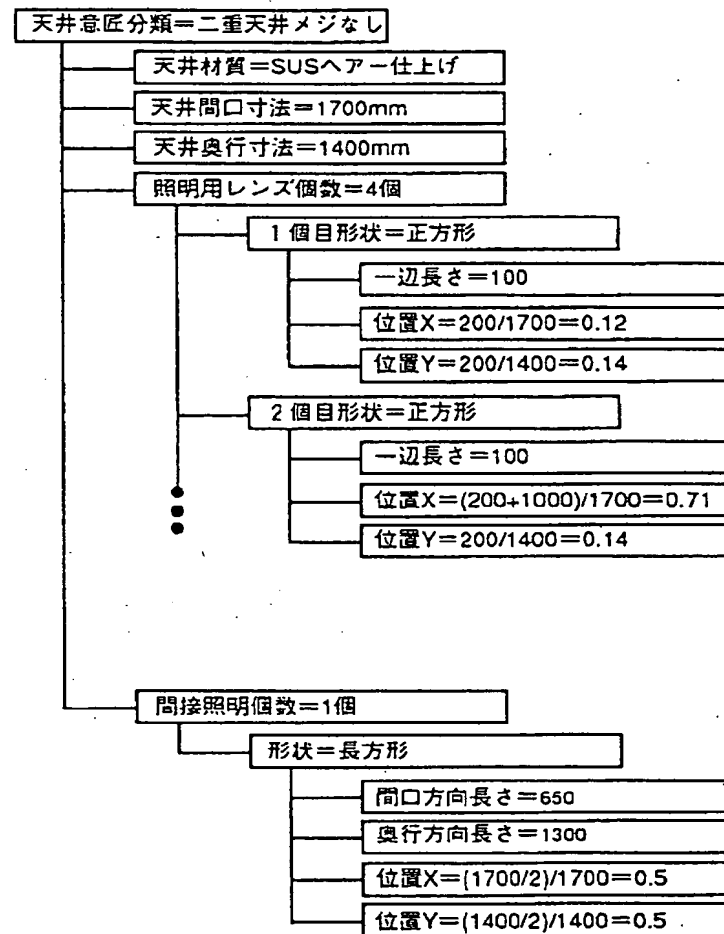 天井意匠分類＝二重天井メジなし
天井材質＝SUSヘアー仕上げ
天井間口寸法＝1700mm
天井奥行寸法＝1400mm
照明用レンズ個数＝4個
1個目形状＝正方形
一辺長さ＝100
位置X＝200/1700＝0.12
位置Y＝200/1400＝0.14
2個目形状＝正方形
一辺長さ＝100
位置X＝(200+1000)/1700＝0.71
位置Y＝200/1400＝0.14
間接照明個数＝1個
形状＝長方形
間口方向長さ＝650
奥行方向長さ＝1300
位置X＝(1700/2)/1700＝0.5
位置Y＝(1400/2)/1400＝0.5